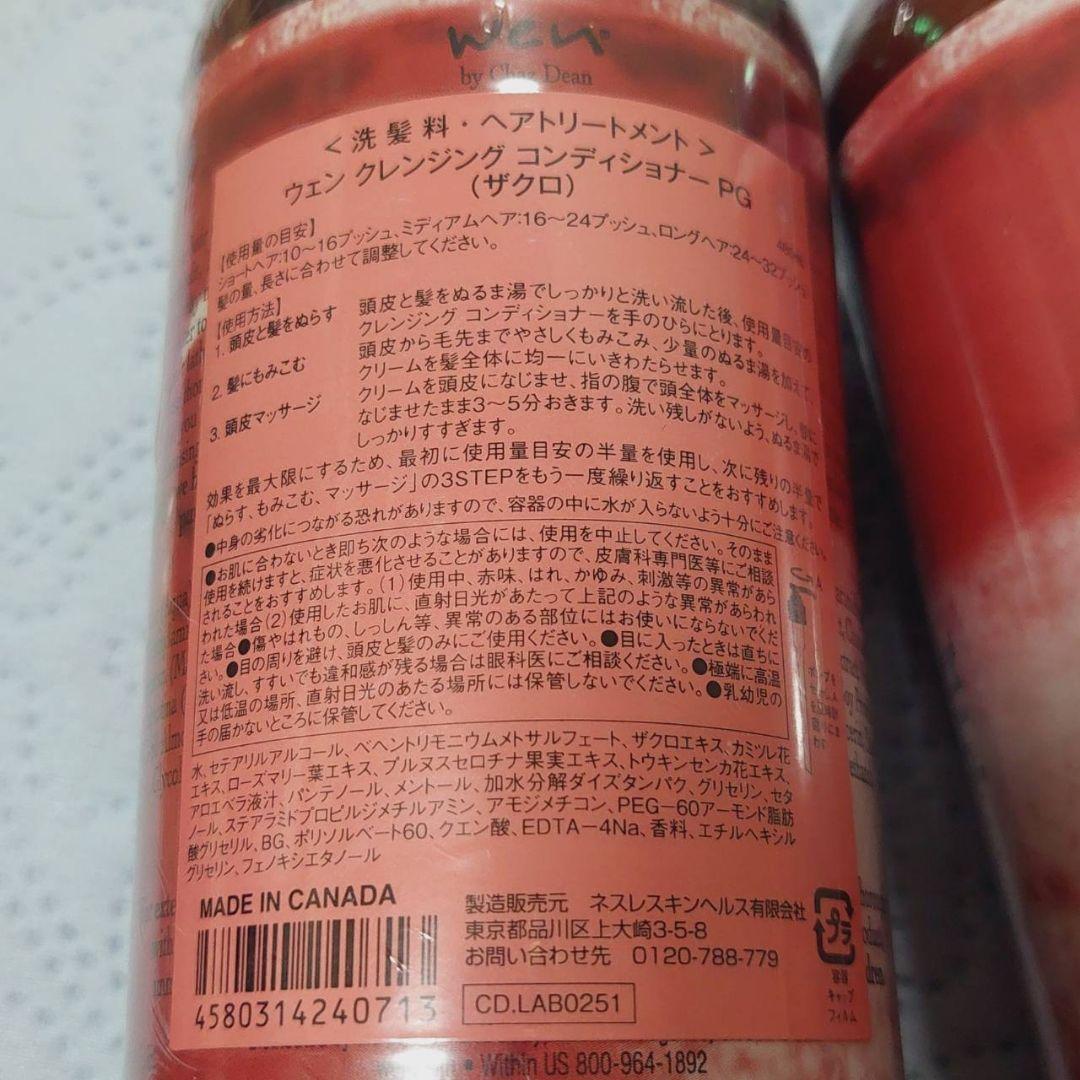 wen
by Chaz Dean
＜洗髪料・ヘアトリートメント＞
ウェン クレンジング コンディショナー PG
（ザクロ）
【使用量の目安】
ショートヘア:10〜16プッシュ、ミディアムヘア:16〜24プッシュ、ロングヘア:24〜32プッシュ
髪の量、長さに合わせて調整してください。
【使用方法】
1. 頭皮と髪をぬらす
頭皮と髪をぬるま湯でしっかりと洗い流した後、使用量目安の
クレンジング コンディショナーを手のひらにとります。
2. 髪にもみこむ
頭皮から毛先までやさしくもみこみ、少量のぬるま湯を加えて、
クリームを髪全体に均一にいきわたらせます。
3. 頭皮マッサージ
クリームを頭皮になじませ、指の腹で頭全体をマッサージし、
なじませたまま3〜5分おきます。洗い残しがないよう、ぬるま湯で
しっかりすすぎます。
効果を最大限にするため、最初に使用量目安の半量を使用し、次に残りの半量で
「ぬらす、もみこむ、マッサージ」の3STEPをもう一度繰り返すことをおすすめします。
●中身の劣化につながる恐れがありますので、容器の中に水が入らないよう十分にご注意ください。
●お肌に合わないとき即ち次のような場合には、使用を中止してください。そのまま
使用を続けますと、症状を悪化させることがありますので、皮膚科専門医等にご相談
されることをおすすめします。(1)使用中、赤味、はれ、かゆみ、刺激等の異常があら
われた場合(2)使用したお肌に、直射日光があたって上記のような異常があらわれ
た場合●傷やはれもの、しっしん等、異常のある部位にはお使いにならないでくだ
さい。●目の周りを避け、頭皮と髪のみにご使用ください。●目に入ったときは直ちに
洗い流し、すすいでも違和感が残る場合は眼科医にご相談ください。●極端に高温
又は低温の場所、直射日光のあたる場所には保管しないでください。●乳幼児の
手の届かないところに保管してください。
水、セテアリルアルコール、ベヘントリモニウムメトサルフェート、ザクロエキス、カミツレ花
エキス、ローズマリー葉エキス、プルヌスセロチナ果実エキス、トウキンセンカ花エキス、
アロエベラ液汁、パンテノール、メントール、加水分解ダイズタンパク、グリセリン、セタ
ノール、ステアラミドプロピルジメチルアミン、アモジメチコン、PEG-60アーモンド脂肪
酸グリセリル、BG、ポリソルベート60、クエン酸、EDTA-4Na、香料、エチルヘキシル
グリセリン、フェノキシエタノール
MADE IN CANADA
4580314240713
製造販売元 ネスレスキンヘルス有限会社
東京都品川区上大崎3-5-8
お問い合わせ先 0120-788-779
CD.LAB0251
プラ
容器
キャップ
フィルム
• Within US 800-964-1892